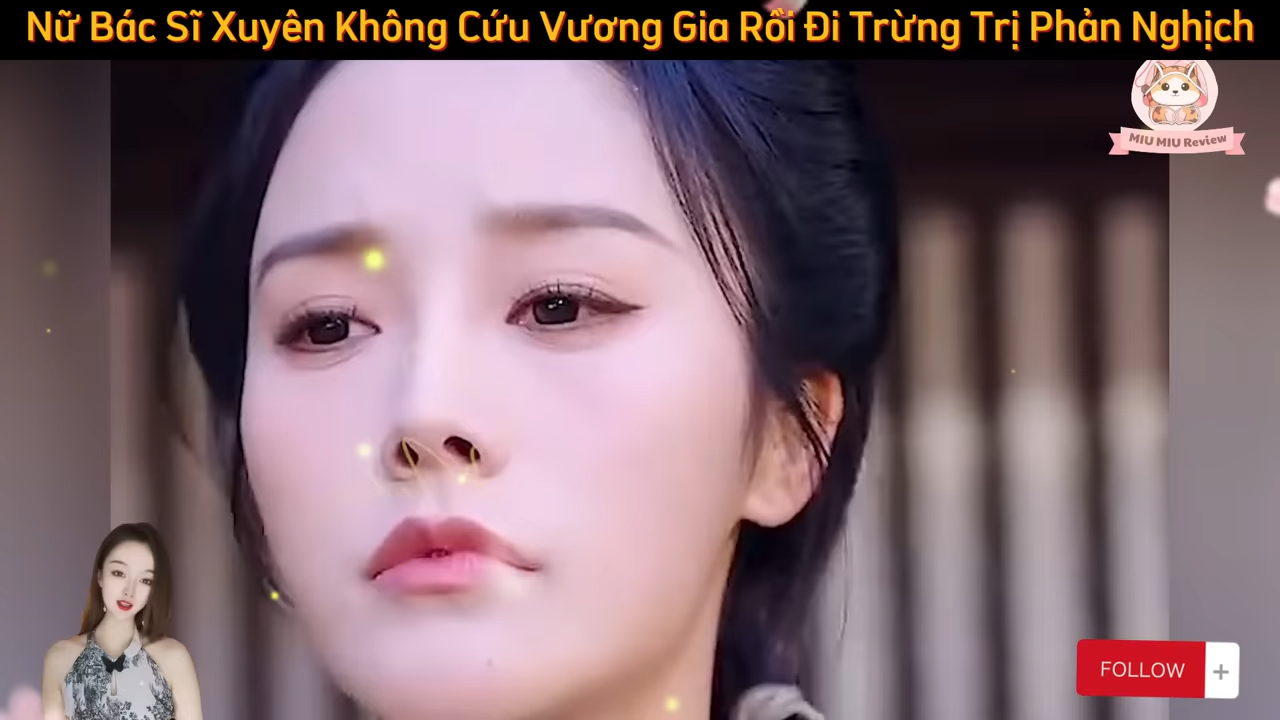 Nữ Bác Sĩ Xuyên Không Cứu Vương Gia Rồi Đi Trừng Trị Phản Nghịch
MIU MIU Review
FOLLOW +